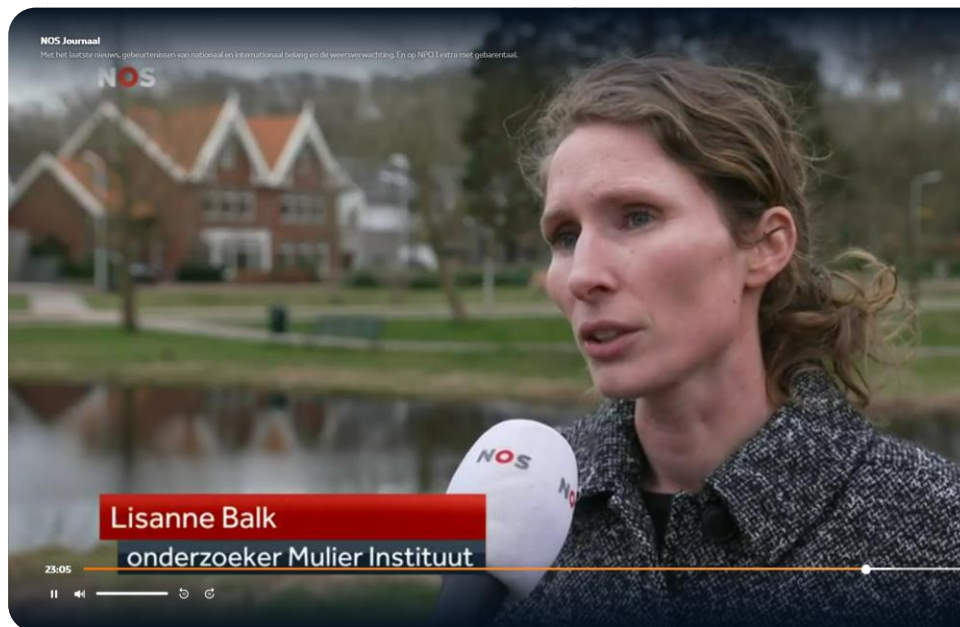 NOS Journaal
Met het laatste nieuws, gebeurtenissen van nationaal en internationaal belang en de weersverwachting. En op NPO 1 extra met gebarentaal.
NOS
NOS
NO
Lisanne Balk
onderzoeker Mulier Instituut
23:05